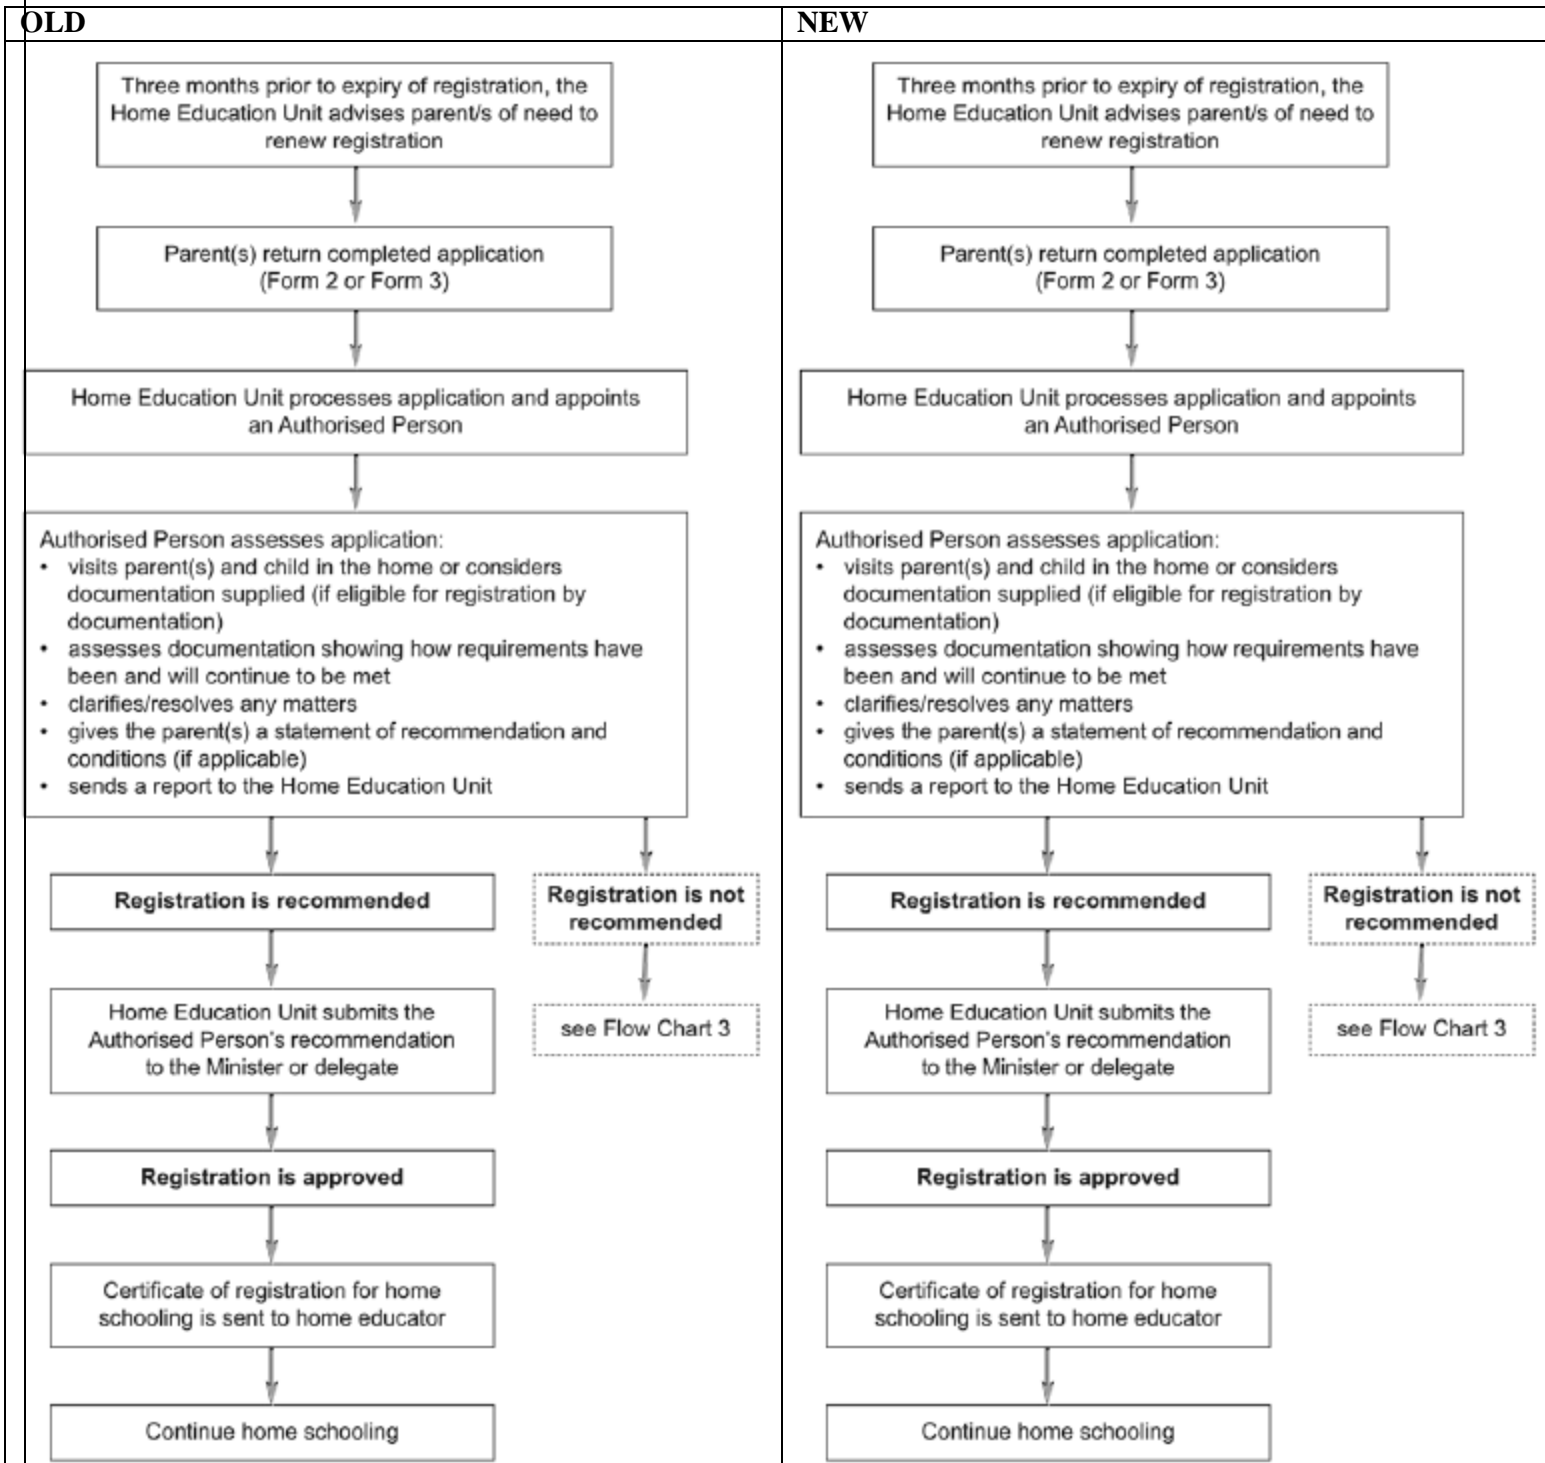 OLD
Three months prior to expiry of registration, the
Home Education Unit advises parent/s of need to
renew registration
Parent(s) return completed application
(Form 2 or Form 3)
Home Education Unit processes application and appoints
an Authorised Person
Authorised Person assesses application:
• visits parent(s) and child in the home or considers
documentation supplied (if eligible for registration by
documentation)
• assesses documentation showing how requirements have
been and will continue to be met
• clarifies/resolves any matters
• gives the parent(s) a statement of recommendation and
conditions (if applicable)
• sends a report to the Home Education Unit
Registration is recommended
Registration is not
recommended
Home Education Unit submits the
Authorised Person's recommendation
to the Minister or delegate
see Flow Chart 3
Registration is approved
Certificate of registration for home
schooling is sent to home educator
Continue home schooling
NEW
Three months prior to expiry of registration, the
Home Education Unit advises parent/s of need to
renew registration
Parent(s) return completed application
(Form 2 or Form 3)
Home Education Unit processes application and appoints
an Authorised Person
Authorised Person assesses application:
• visits parent(s) and child in the home or considers
documentation supplied (if eligible for registration by
documentation)
• assesses documentation showing how requirements have
been and will continue to be met
• clarifies/resolves any matters
• gives the parent(s) a statement of recommendation and
conditions (if applicable)
• sends a report to the Home Education Unit
Registration is recommended
Registration is not
recommended
Home Education Unit submits the
Authorised Person's recommendation
to the Minister or delegate
see Flow Chart 3
Registration is approved
Certificate of registration for home
schooling is sent to home educator
Continue home schooling